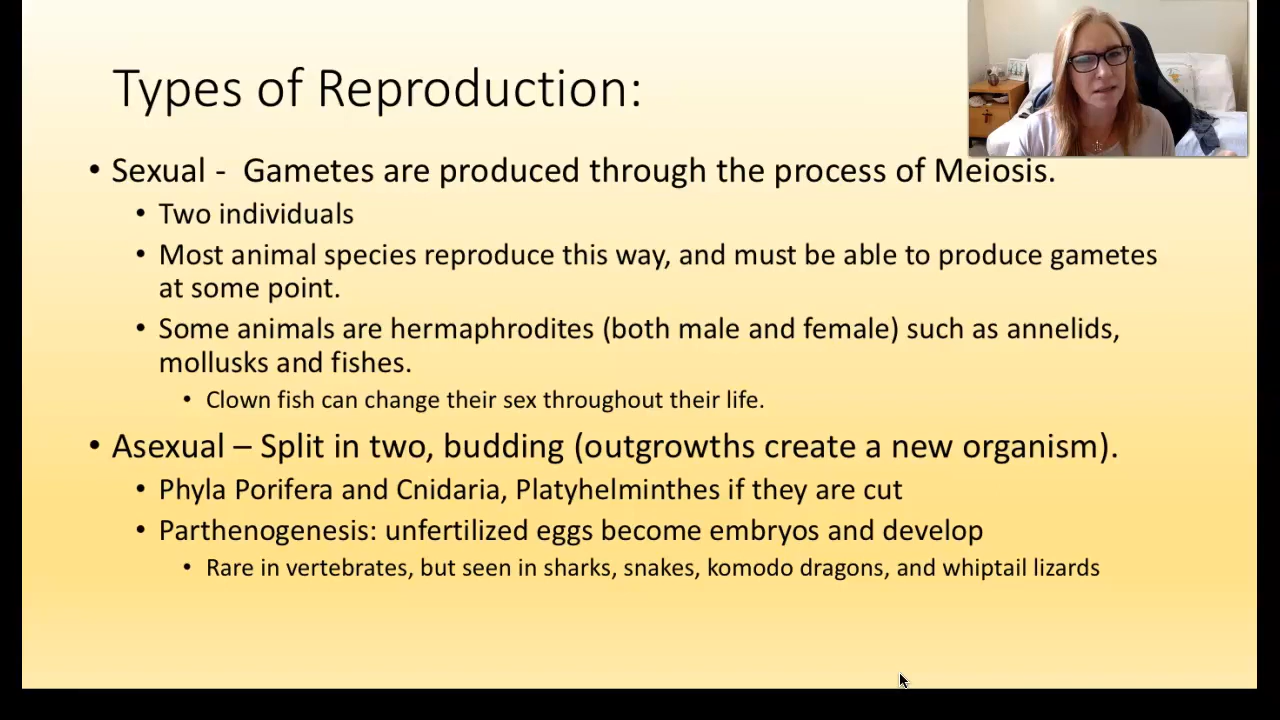 Types of Reproduction:
• Sexual -  Gametes are produced through the process of Meiosis.
• Two individuals
• Most animal species reproduce this way, and must be able to produce gametes
at some point.
• Some animals are hermaphrodites (both male and female) such as annelids,
mollusks and fishes.
• Clown fish can change their sex throughout their life.
• Asexual – Split in two, budding (outgrowths create a new organism).
• Phyla Porifera and Cnidaria, Platyhelminthes if they are cut
• Parthenogenesis: unfertilized eggs become embryos and develop
• Rare in vertebrates, but seen in sharks, snakes, komodo dragons, and whiptail lizards